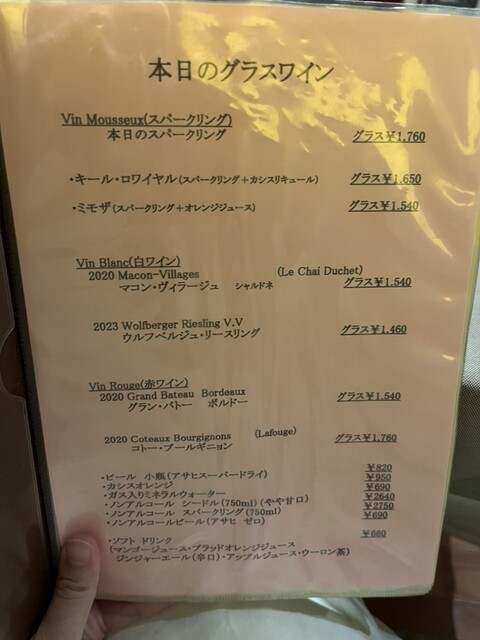 本日のグラスワイン
Vin Mousseux(スパークリング)
本日のスパークリング グラス￥1,760
・キール・ロワイヤル(スパークリング＋カシスリキュール) グラス￥1,650
・ミモザ(スパークリング＋オレンジジュース) グラス￥1,540
Vin Blanc(白ワイン)
2020 Macon-Villages (Le Chai Duchet)
マコン・ヴィラージュ シャルドネ グラス￥1,540
2023 Wolfberger Riesling V.V グラス￥1,460
ウルフベルジュ・リースリング
Vin Rouge(赤ワイン)
2020 Grand Bateau Bordeaux グラス￥1,540
グラン・バトー ボルドー
2020 Coteaux Bourgignons (Lafouge) グラス￥1,760
コトー・ブールギニョン
・ビール 小瓶(アサヒスーパードライ) ￥820
・カシスオレンジ ￥950
・ガス入りミネラルウォーター ￥690
・ノンアルコール シードル(750ml)(やや甘口) ￥2640
・ノンアルコール スパークリング(750ml) ￥2750
・ノンアルコールビール(アサヒ ゼロ) ￥690
・ソフト ドリンク ￥660
(マンゴージュース・ブラッドオレンジジュース
ジンジャーエール(辛口)・アップルジュース・ウーロン茶)